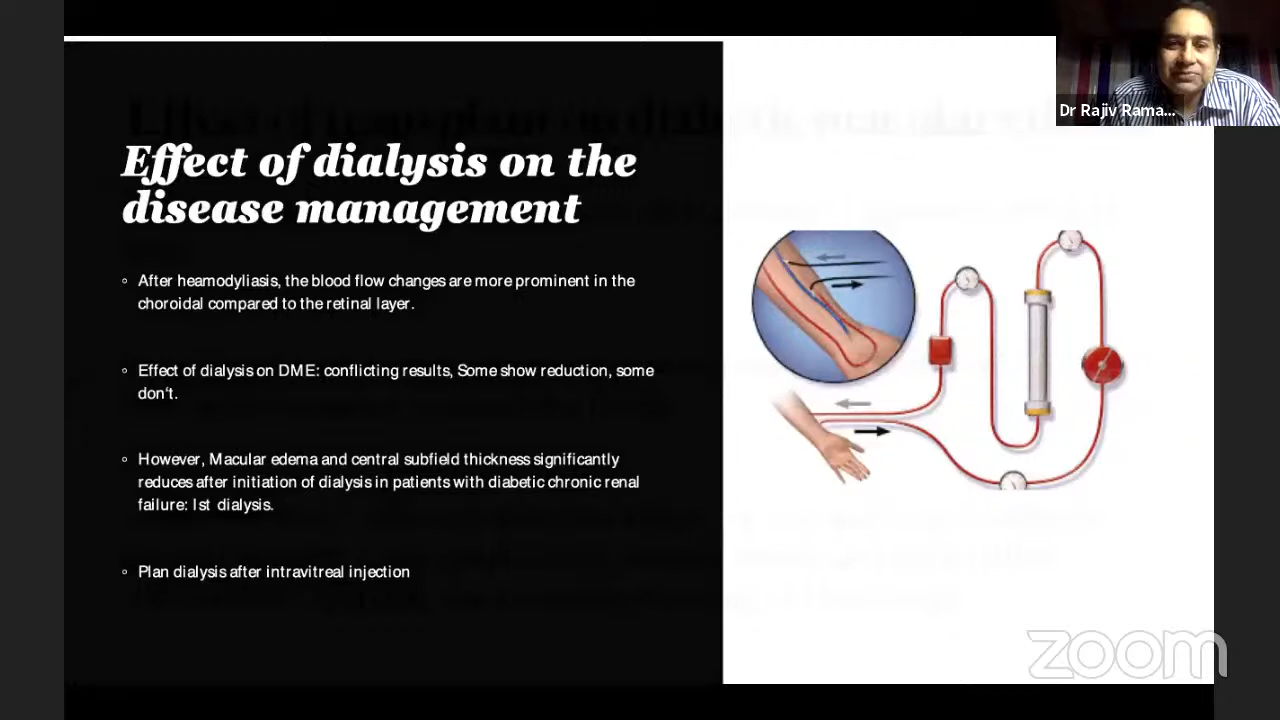 Dr Rajiv Rama...
Effect of dialysis on the
disease management
After heamodyliasis, the blood flow changes are more prominent in the
choroidal compared to the retinal layer.
Effect of dialysis on DME: conflicting results, Some show reduction, some
don't.
However, Macular edema and central subfield thickness significantly
reduces after initiation of dialysis in patients with diabetic chronic renal
failure: 1st dialysis.
Plan dialysis after intravitreal injection
zoom